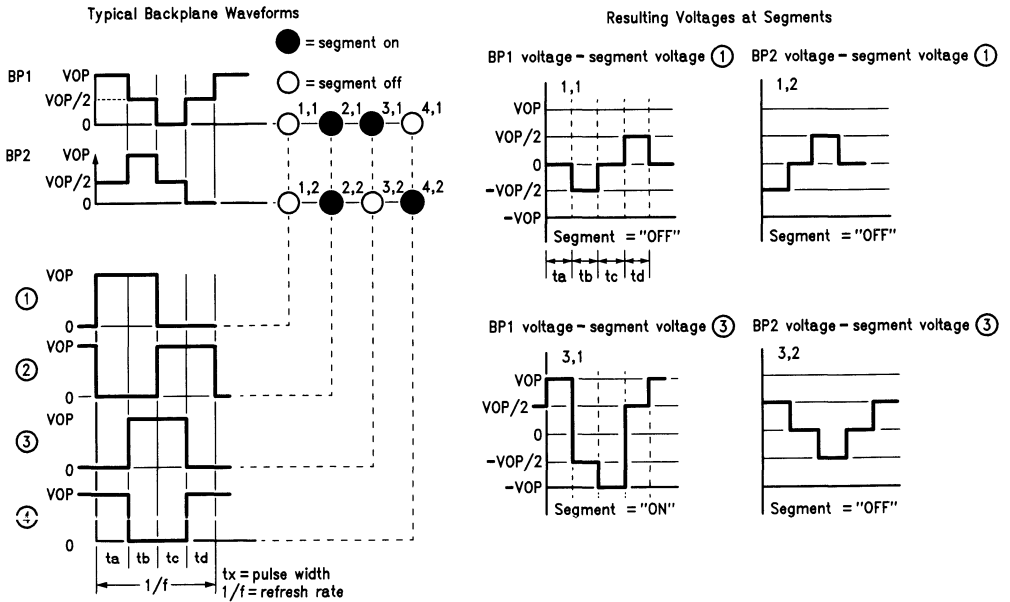 Typical Backplane Waveforms
● = segment on
○ = segment off
BP1
VOP
VOP/2
0
1,1 2,1 3,1 4,1
BP2
VOP
VOP/2
0
1,2 2,2 3,2 4,2
1
VOP
0
2
VOP
0
3
VOP
0
4
VOP
0
ta tb tc td
1/f
tx = pulse width
1/f = refresh rate
Resulting Voltages at Segments
BP1 voltage – segment voltage ①
1,1
VOP
VOP/2
0
–VOP/2
–VOP
Segment = "OFF"
ta tb tc td
BP2 voltage – segment voltage ①
1,2
Segment = "OFF"
BP1 voltage – segment voltage ③
3,1
VOP
VOP/2
0
–VOP/2
–VOP
Segment = "ON"
BP2 voltage – segment voltage ③
3,2
Segment = "OFF"